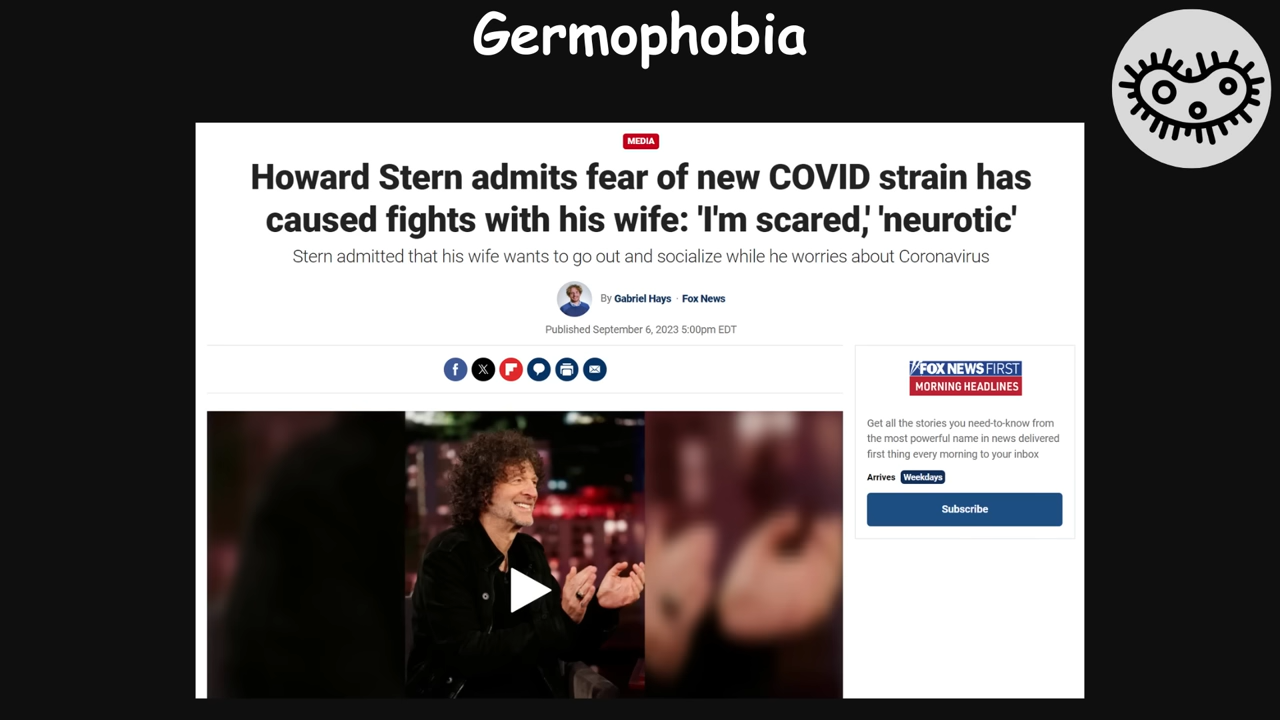 Germophobia
MEDIA
Howard Stern admits fear of new COVID strain has
caused fights with his wife: 'I'm scared,' 'neurotic'
Stern admitted that his wife wants to go out and socialize while he worries about Coronavirus
By Gabriel Hays · Fox News
Published September 6, 2023 5:00pm EDT
FOX NEWS FIRST
MORNING HEADLINES
Get all the stories you need-to-know from
the most powerful name in news delivered
first thing every morning to your inbox
Arrives Weekdays
Subscribe